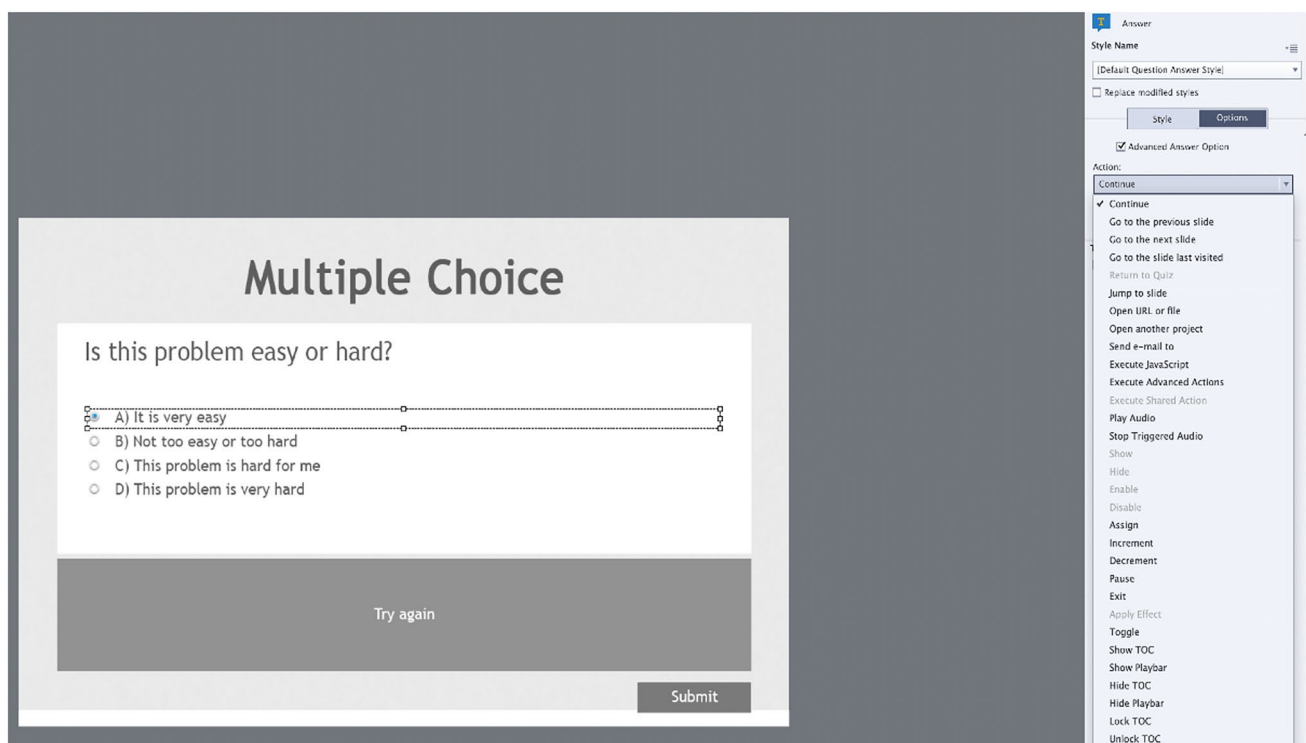 Multiple Choice
Is this problem easy or hard?
A) It is very easy
B) Not too easy or too hard
C) This problem is hard for me
D) This problem is very hard
Try again
Submit
T
Answer
Style Name
[Default Question Answer Style]
Replace modified styles
Style Options
Advanced Answer Option
Action:
Continue
Continue
Go to the previous slide
Go to the next slide
Go to the slide last visited
Return to Quiz
Jump to slide
Open URL or file
Open another project
Send e-mail to
Execute JavaScript
Execute Advanced Actions
Execute Shared Action
Play Audio
Stop Triggered Audio
Show
Hide
Enable
Disable
Assign
Increment
Decrement
Pause
Exit
Apply Effect
Toggle
Show TOC
Show Playbar
Hide TOC
Hide Playbar
Lock TOC
Unlock TOC